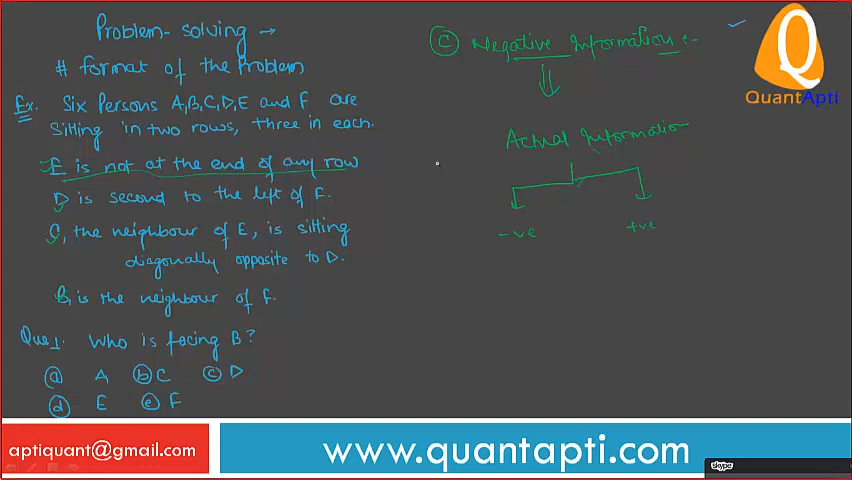 Problem-solving →
# format of the Problem
Ex. Six Persons A,B,C,D,E and F are
Sitting in two rows, three in each.
E is not at the end of any row
D is second to the left of F.
C, the neighbour of E, is sitting
diagonally opposite to D.
B, is the neighbour of F.
Que 1. Who is facing B?
(a) A (b) C (c) D
(d) E (e) F
(C) Negative Information :-
Actual Information
-ve +ve
Q
QuantApti
aptiquant@gmail.com
www.quantapti.com
skype